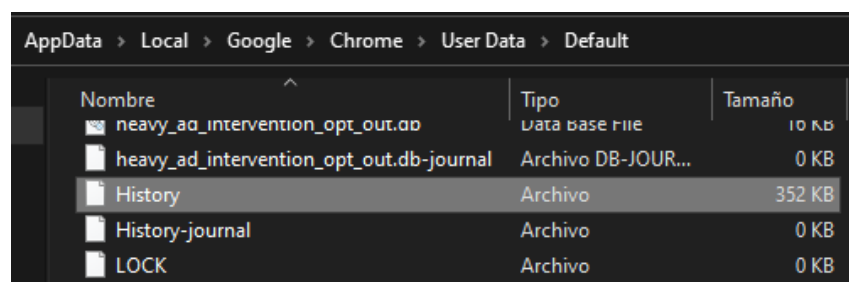 AppData > Local > Google > Chrome > User Data > Default
Nombre Tipo Tamaño
heavy_ad_intervention_opt_out.db Data Base File 16 KB
heavy_ad_intervention_opt_out.db-journal Archivo DB-JOUR... 0 KB
History Archivo 352 KB
History-journal Archivo 0 KB
LOCK Archivo 0 KB